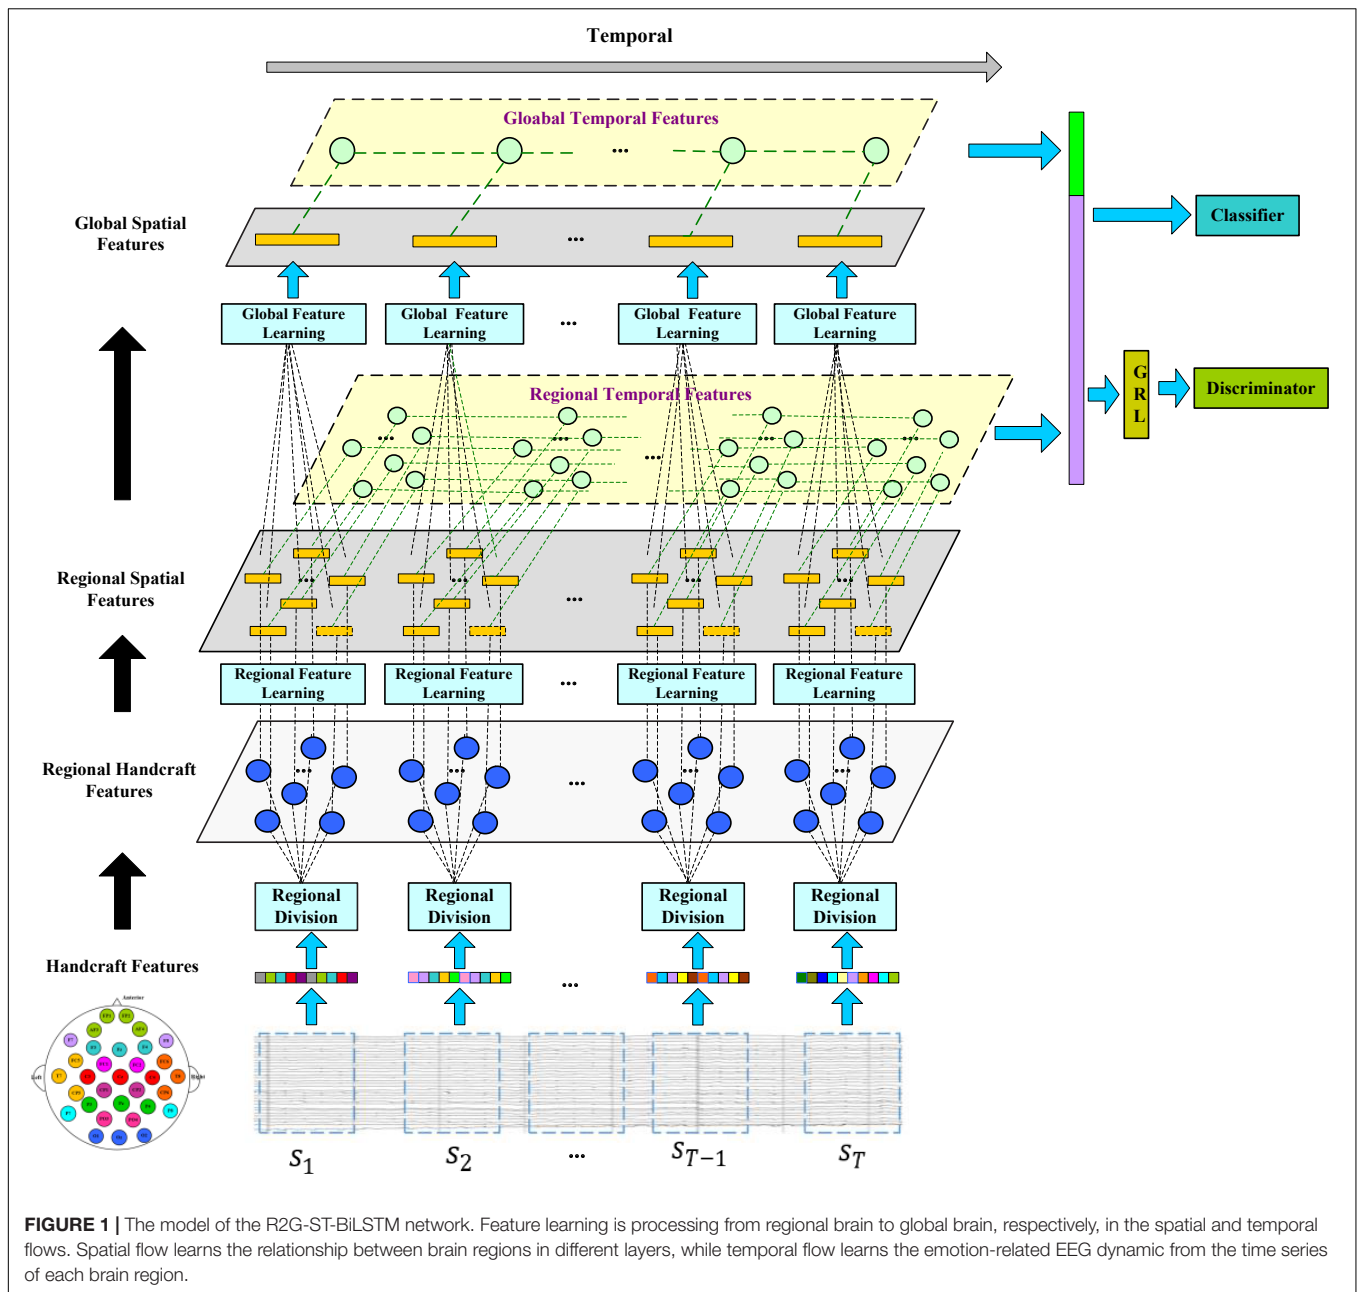 Temporal
Gloabal Temporal Features
Global Spatial
Features
Classifier
Global Feature
Learning
Global Feature
Learning
...
Global Feature
Learning
Global Feature
Learning
Regional Temporal Features
G
R
L
Discriminator
Regional Spatial
Features
Regional Feature
Learning
Regional Feature
Learning
...
Regional Feature
Learning
Regional Feature
Learning
Regional Handcraft
Features
Regional
Division
Regional
Division
...
Regional
Division
Regional
Division
Handcraft Features
Anterior
Left
Right
S1
S2
...
ST−1
ST
FIGURE 1 | The model of the R2G-ST-BiLSTM network. Feature learning is processing from regional brain to global brain, respectively, in the spatial and temporal
flows. Spatial flow learns the relationship between brain regions in different layers, while temporal flow learns the emotion-related EEG dynamic from the time series
of each brain region.